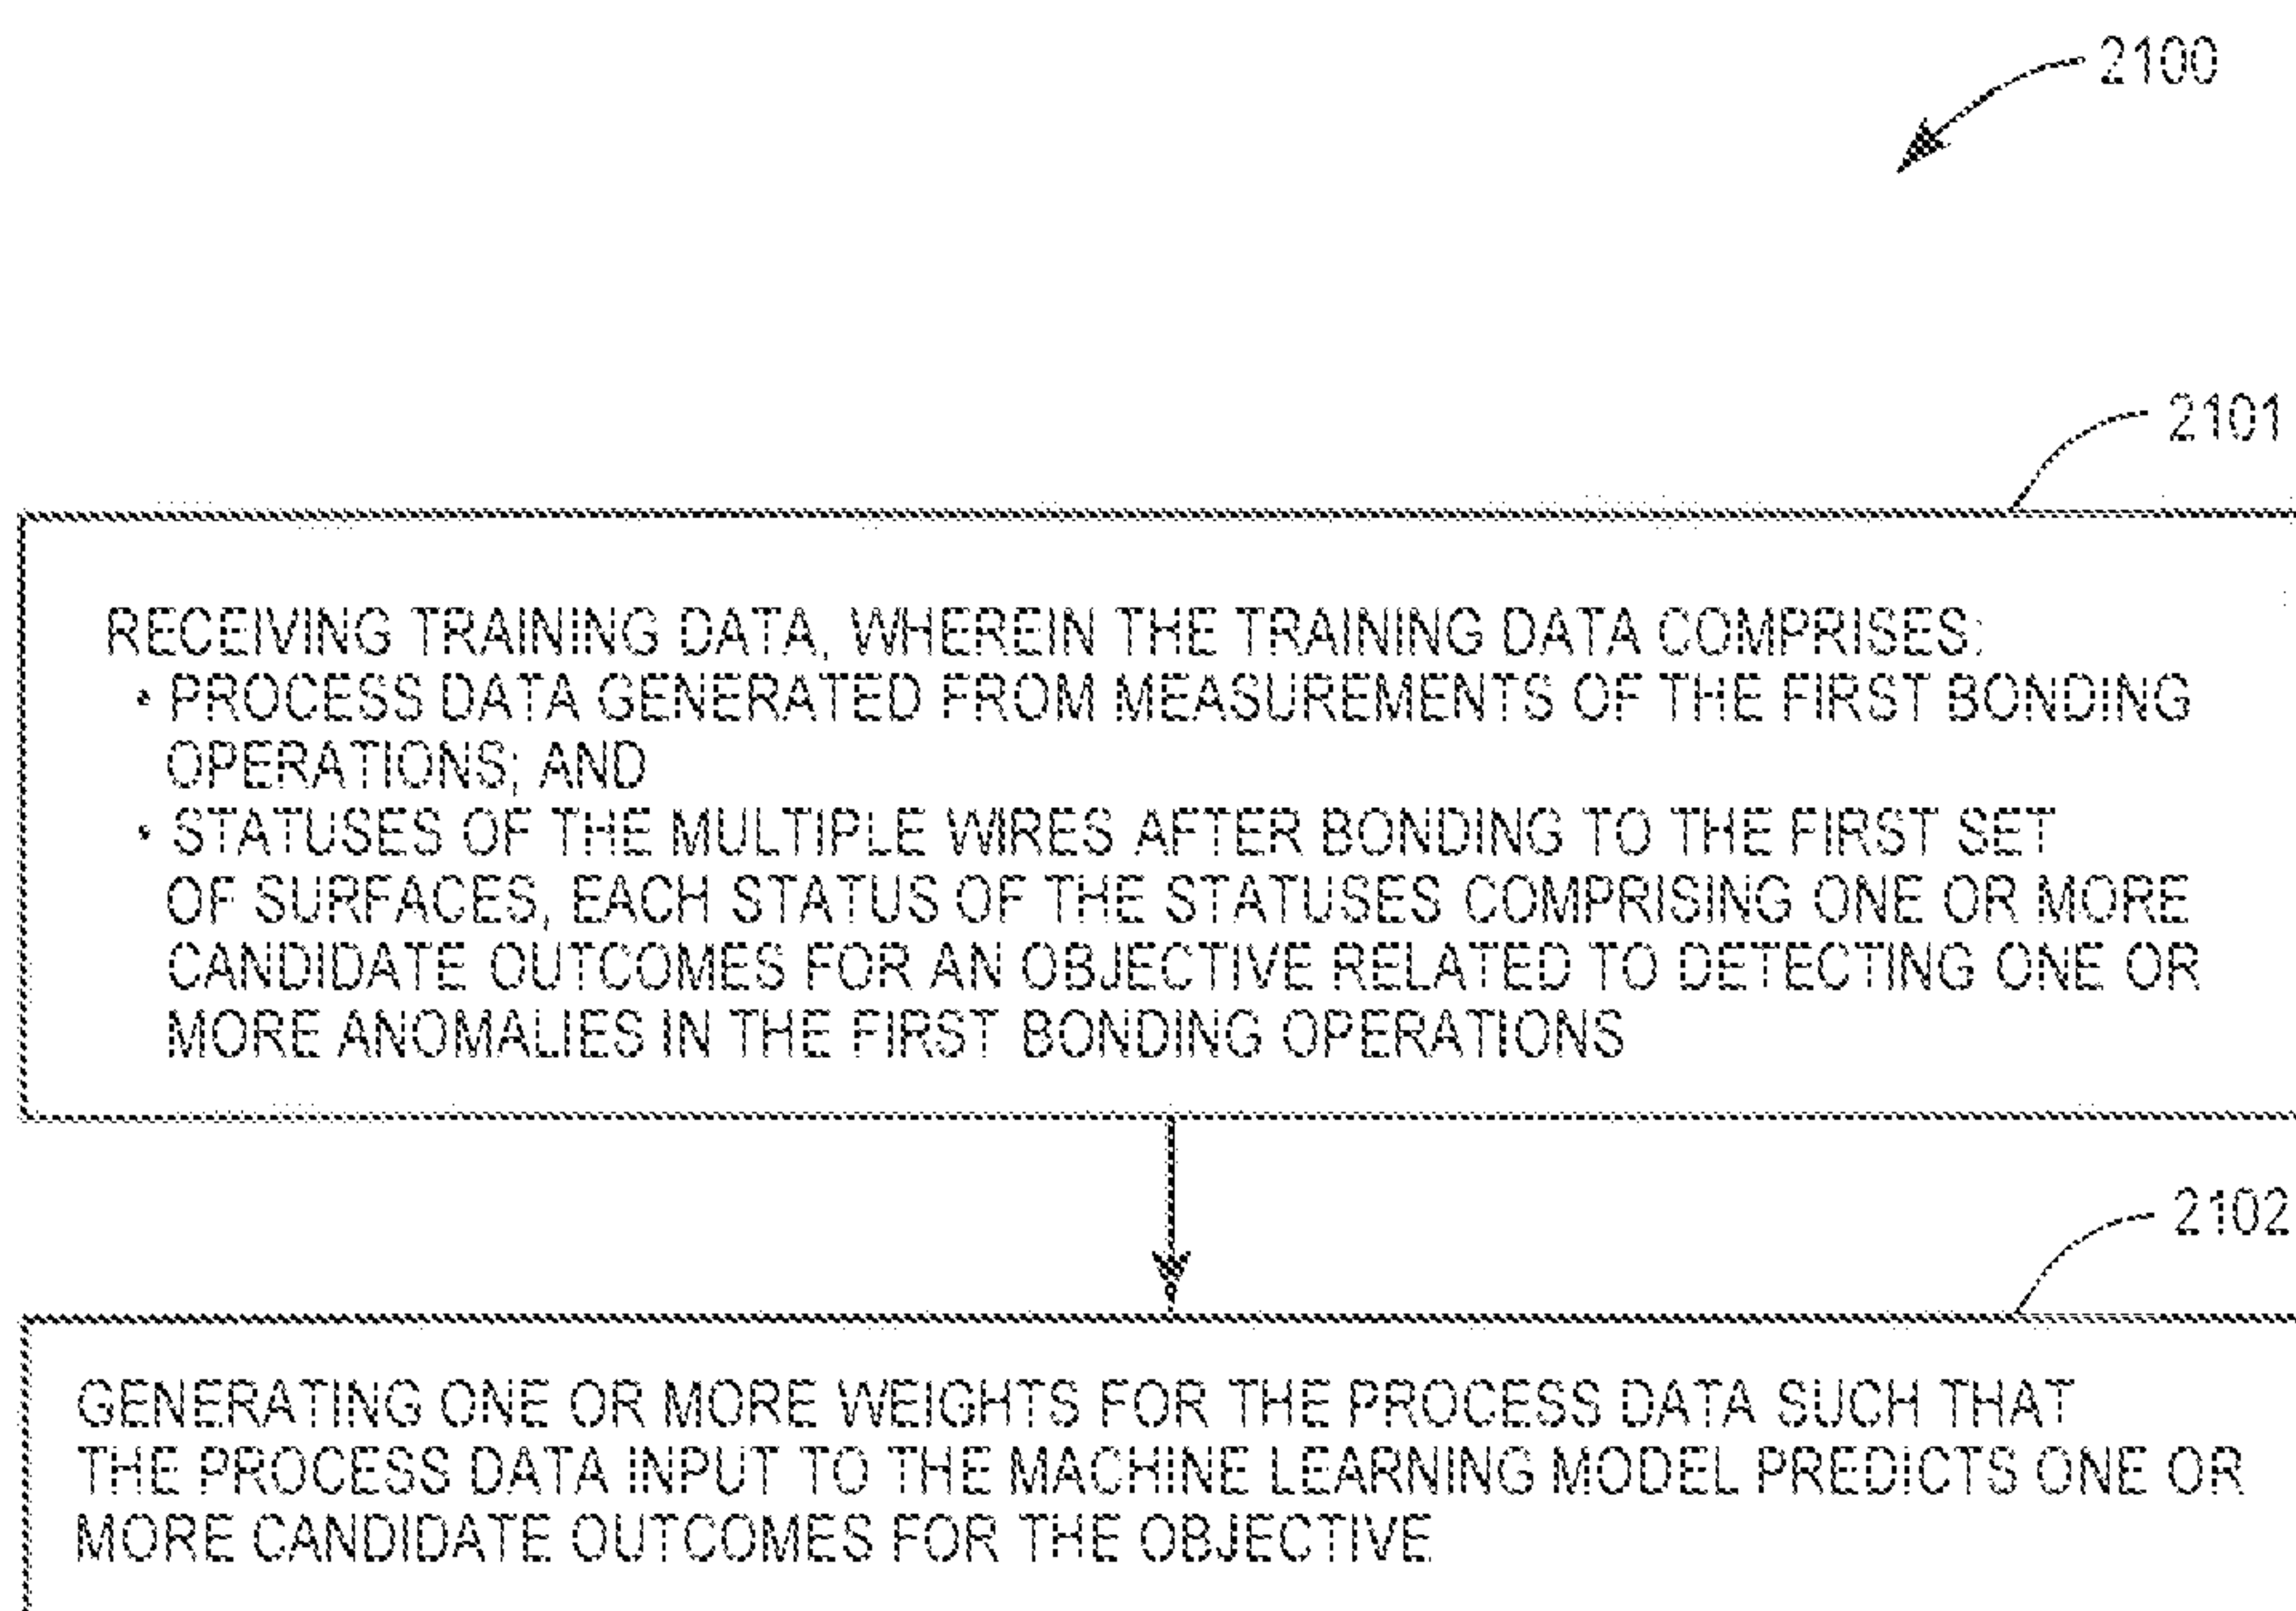 2100
2101
RECEIVING TRAINING DATA, WHEREIN THE TRAINING DATA COMPRISES:
• PROCESS DATA GENERATED FROM MEASUREMENTS OF THE FIRST BONDING
OPERATIONS; AND
• STATUSES OF THE MULTIPLE WIRES AFTER BONDING TO THE FIRST SET
OF SURFACES, EACH STATUS OF THE STATUSES COMPRISING ONE OR MORE
CANDIDATE OUTCOMES FOR AN OBJECTIVE RELATED TO DETECTING ONE OR
MORE ANOMALIES IN THE FIRST BONDING OPERATIONS
2102
GENERATING ONE OR MORE WEIGHTS FOR THE PROCESS DATA SUCH THAT
THE PROCESS DATA INPUT TO THE MACHINE LEARNING MODEL PREDICTS ONE OR
MORE CANDIDATE OUTCOMES FOR THE OBJECTIVE